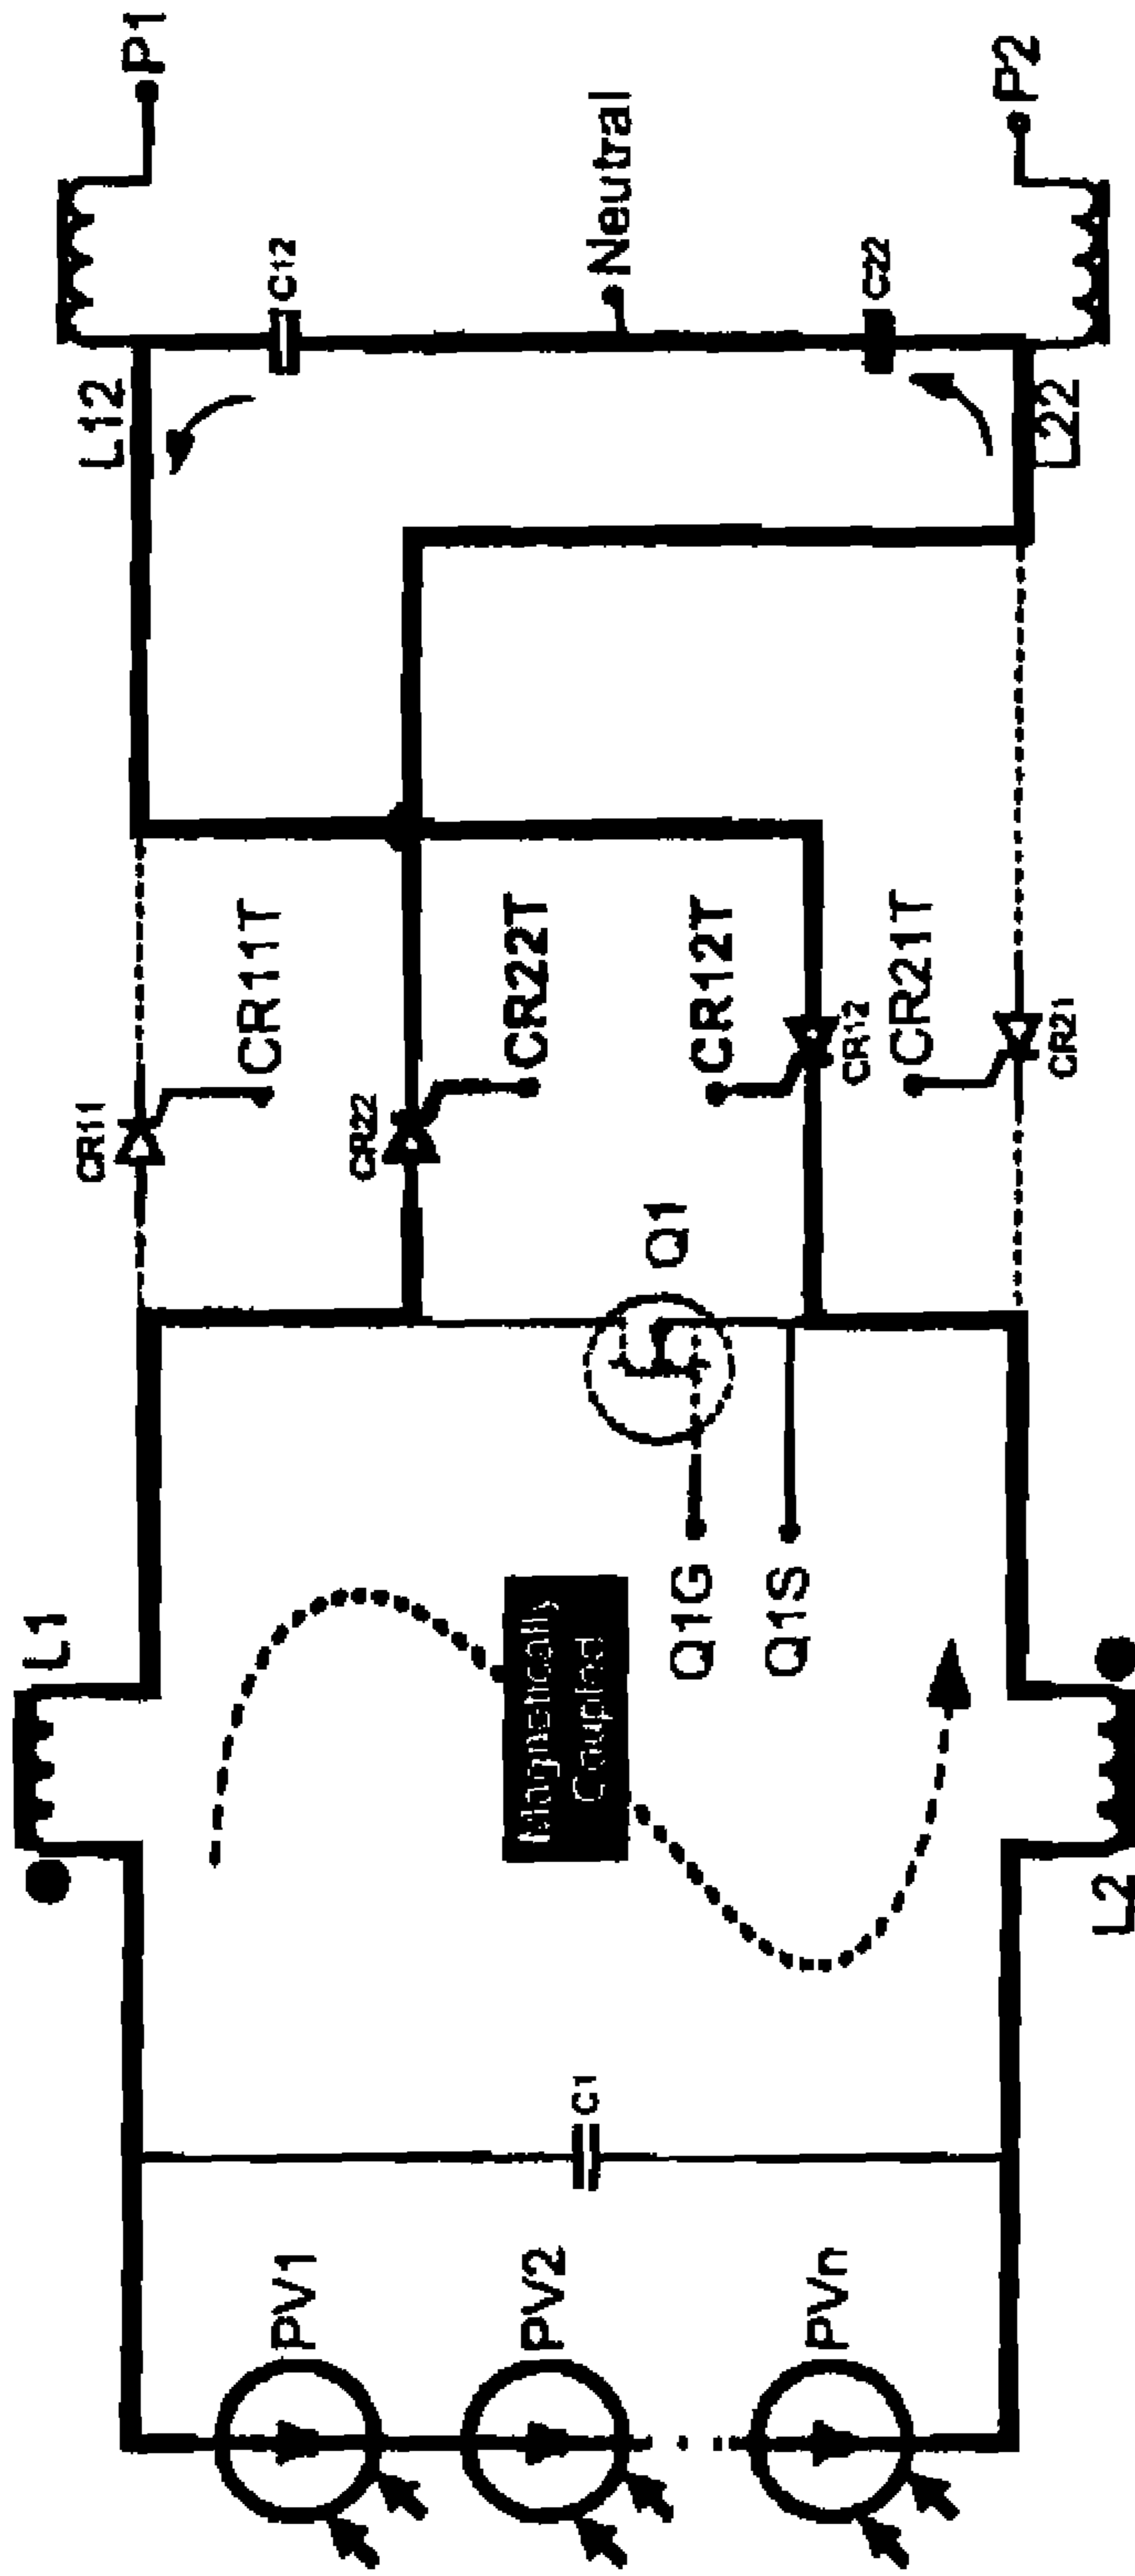 L1
L12
P1
CR11
CR11T
PV1
C12
CR22
CR22T
PV2
C1
Magnetically
Coupled
Q1
Neutral
Q1G
Q1S
CR12T
CR12
PVn
C22
CR21T
CR21
L2
L22
P2